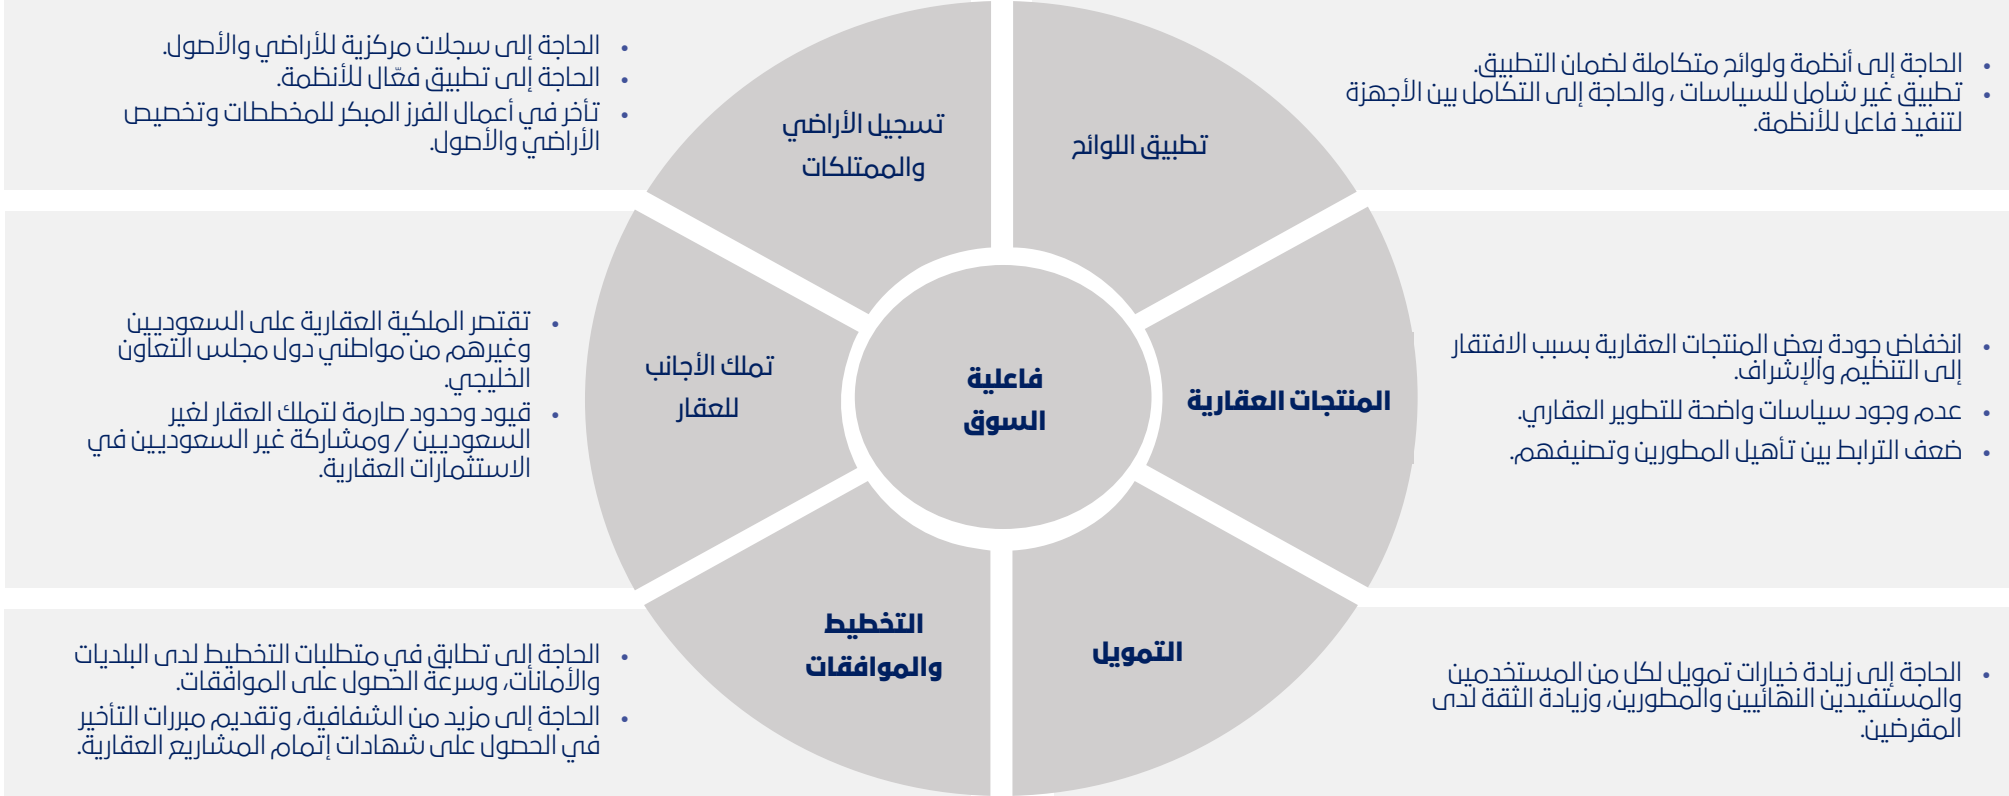 الحاجة إلى أنظمة ولوائح متكاملة لضمان التطبيق.
تطبيق غير شامل للسياسات ، والحاجة إلى التكامل بين الأجهزة
لتنفيذ فاعل للأنظمة.
تطبيق اللوائح
تسجيل الأراضي
والممتلكات
الحاجة إلى سجلات مركزية للأراضي والأصول.
الحاجة إلى تطبيق فعّال للأنظمة.
تأخر في أعمال الفرز المبكر للمخططات وتخصيص
الأراضي والأصول.
انخفاض جودة بعض المنتجات العقارية بسبب الافتقار
إلى التنظيم والإشراف.
عدم وجود سياسات واضحة للتطوير العقاري.
ضعف الترابط بين تأهيل المطورين وتصنيفهم.
المنتجات العقارية
فاعلية
السوق
تملك الأجانب
للعقار
تقتصر الملكية العقارية على السعوديين
وغيرهم من مواطني دول مجلس التعاون
الخليجي.
قيود وحدود صارمة لتملك العقار لغير
السعوديين / ومشاركة غير السعوديين في
الاستثمارات العقارية.
الحاجة إلى زيادة خيارات تمويل لكل من المستخدمين
والمستفيدين النهائيين والمطورين، وزيادة الثقة لدى
المقرضين.
التمويل
التخطيط
والموافقات
الحاجة إلى تطابق في متطلبات التخطيط لدى البلديات
والأمانات، وسرعة الحصول على الموافقات.
الحاجة إلى مزيد من الشفافية، وتقديم مبررات التأخير
في الحصول على شهادات إتمام المشاريع العقارية.